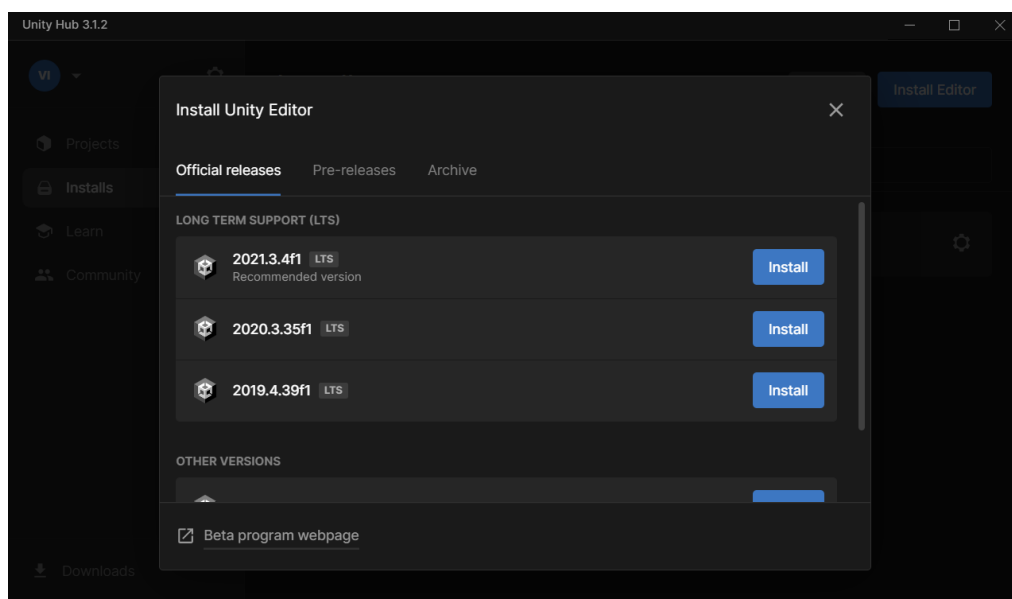 Unity Hub 3.1.2
VI
Install Editor
Install Unity Editor
Projects
Official releases Pre-releases Archive
Installs
LONG TERM SUPPORT (LTS)
Learn
2021.3.4f1 LTS
Install
Recommended version
Community
2020.3.35f1 LTS
Install
2019.4.39f1 LTS
Install
OTHER VERSIONS
Beta program webpage
Downloads